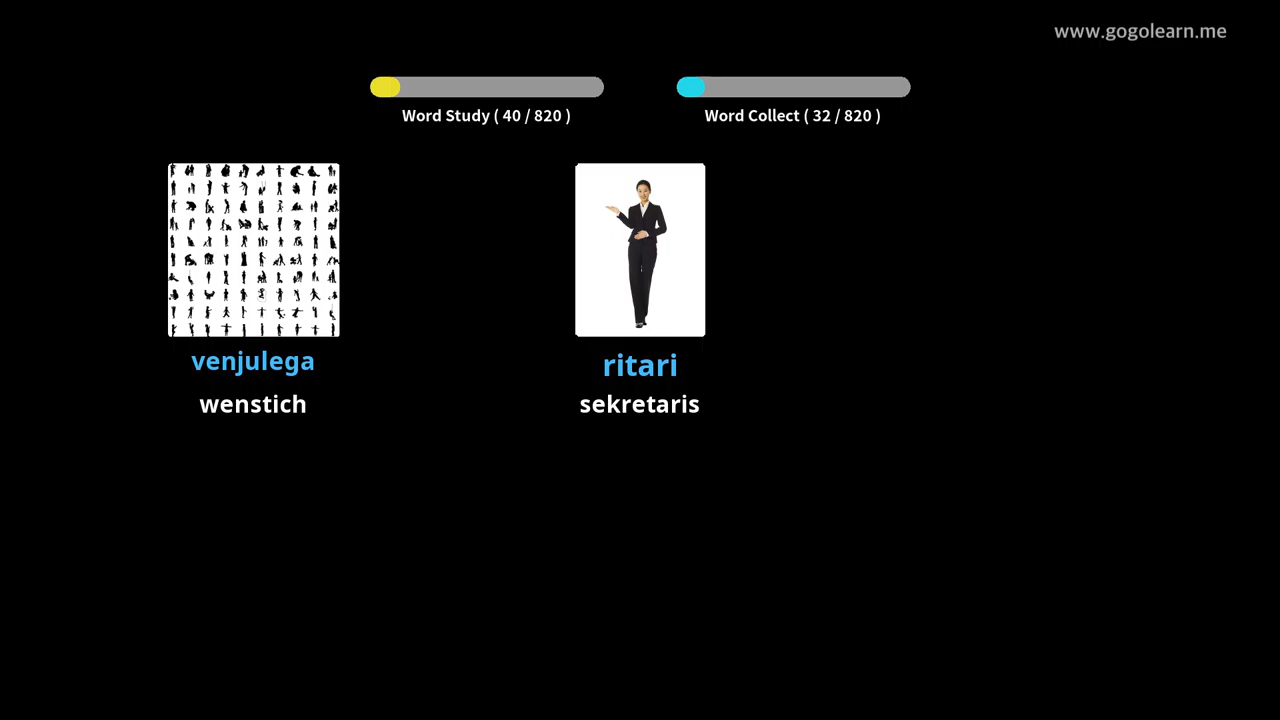 www.gogolearn.me
Word Study ( 40 / 820 )
Word Collect ( 32 / 820 )
venjulega
ritari
wenstich
sekretaris